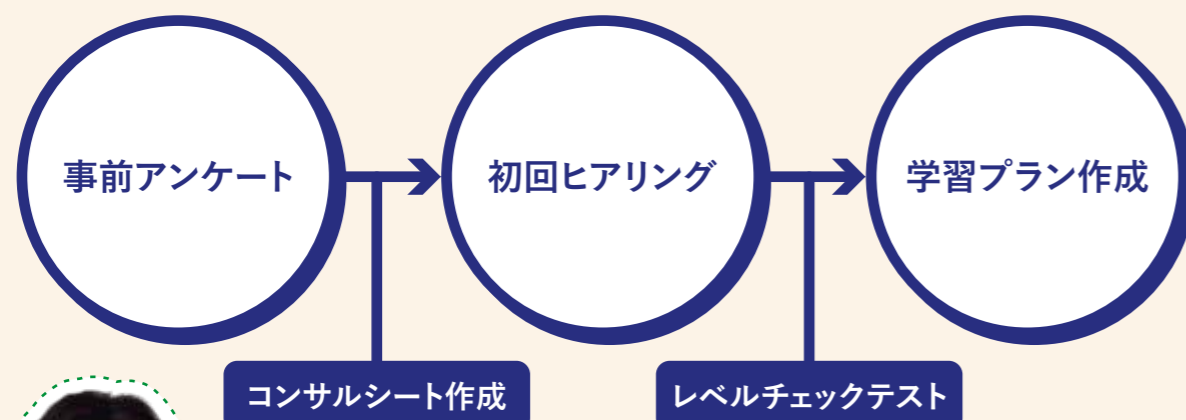 事前アンケート
初回ヒアリング
学習プラン作成
コンサルシート作成
レベルチェックテスト